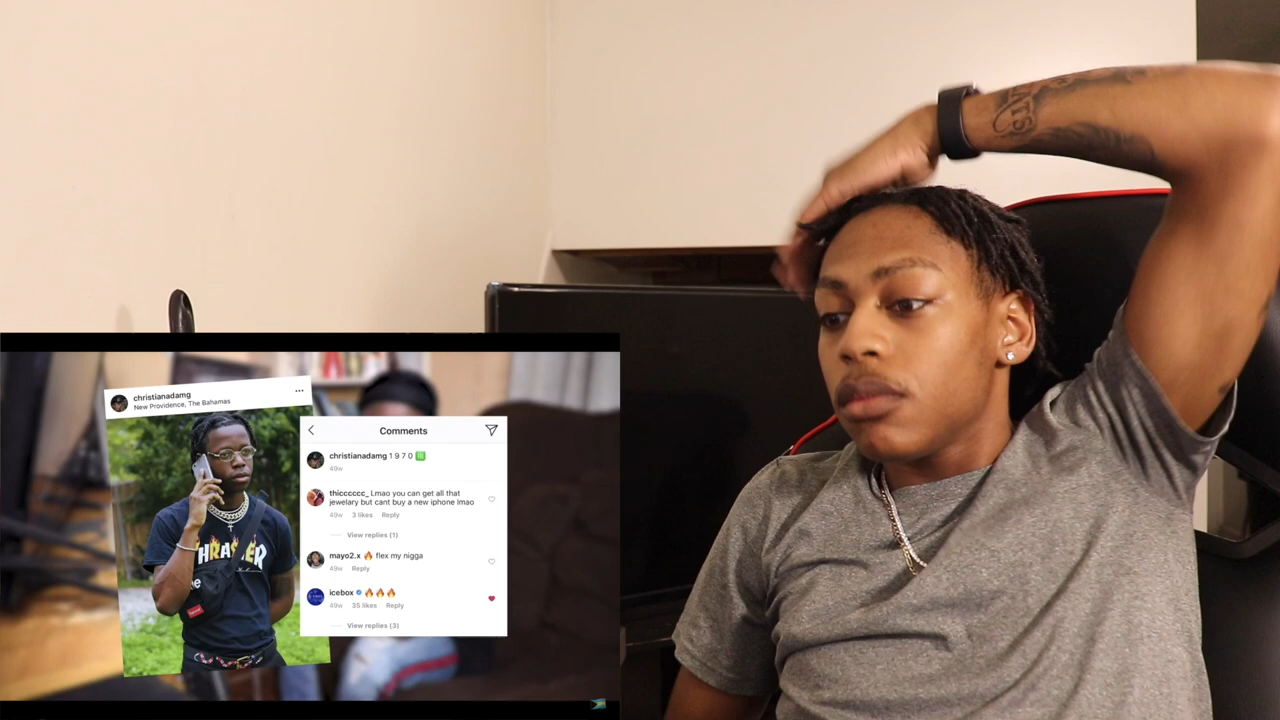 christianadamg
New Providence, The Bahamas
Comments
christianadamg 1 9 7 0
49w
thicccccc_ Lmao you can get all that
jewelary but cant buy a new iphone lmao
49w 3 likes Reply
View replies (1)
mayo2.x 🔥 flex my nigga
49w Reply
icebox 🔥🔥🔥
49w 35 likes Reply
View replies (3)
THRASHER